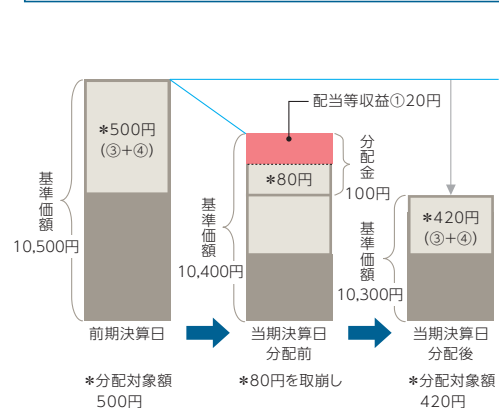 ＊500円
(③+④)
基準価額
10,500円
配当等収益①20円
＊80円
分配金
100円
基準価額
10,400円
＊420円
(③+④)
基準価額
10,300円
前期決算日
当期決算日
分配前
当期決算日
分配後
＊分配対象額
500円
＊80円を取崩し
＊分配対象額
420円